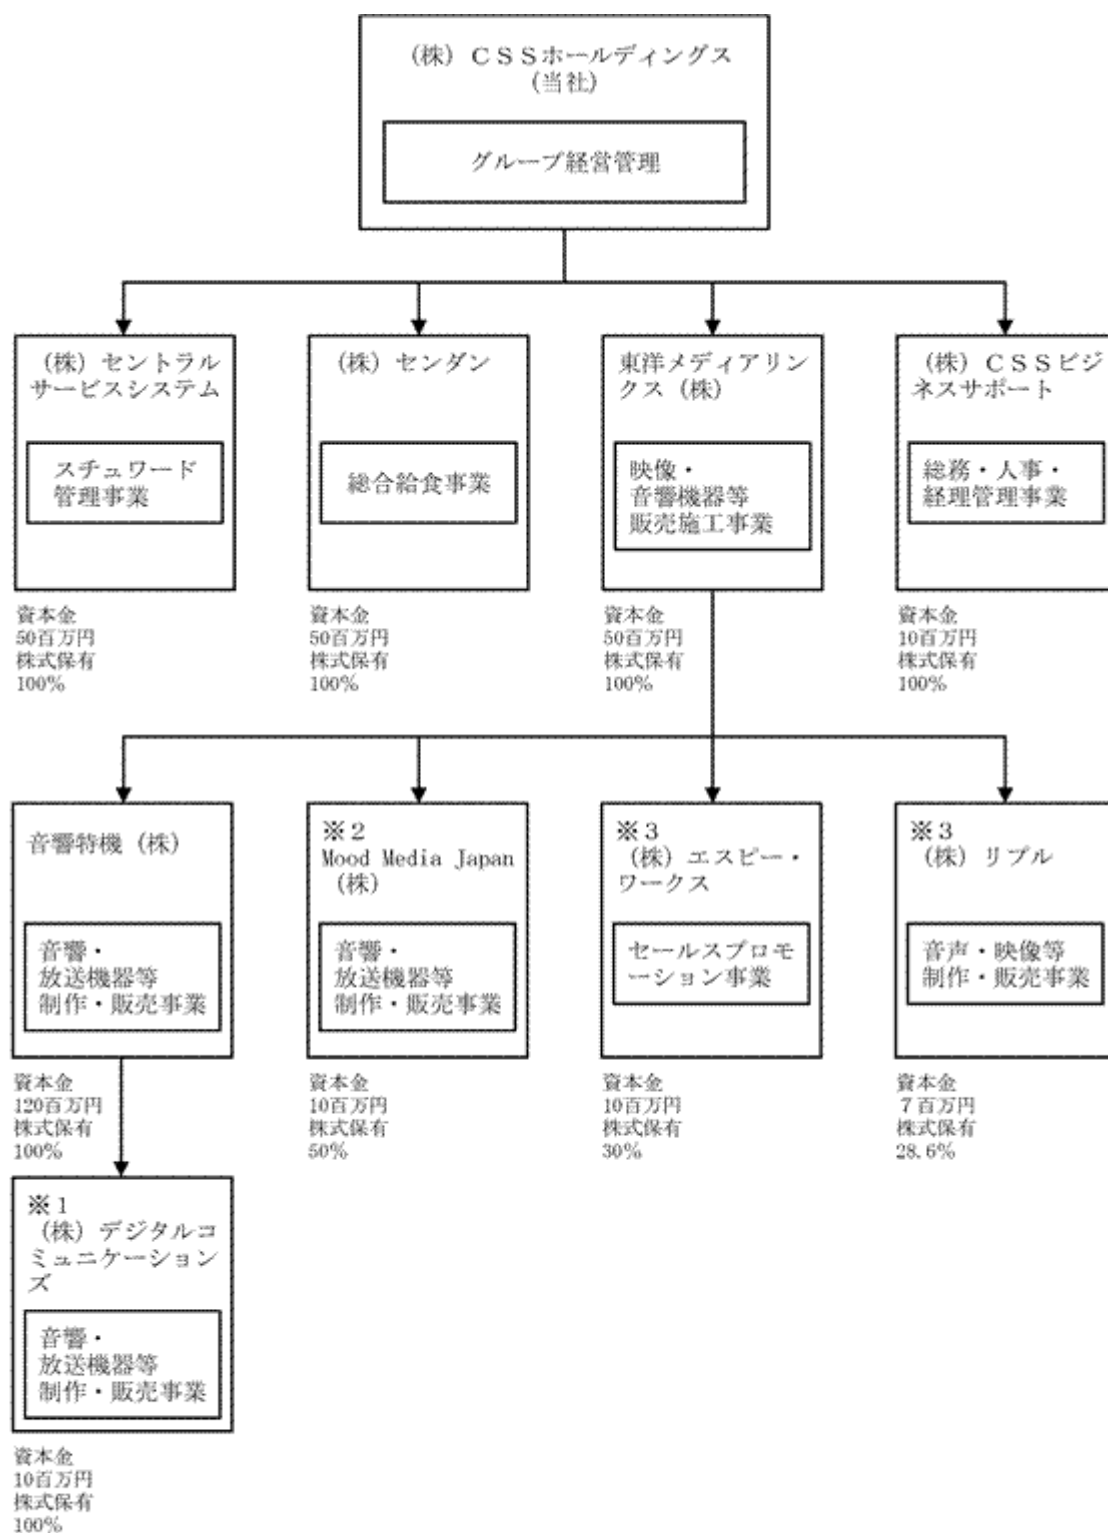 (株) ＣＳＳホールディングス
(当社)
グループ経営管理
(株) セントラル
サービスシステム
スチュワード
管理事業
資本金
50百万円
株式保有
100%
(株) センダン
総合給食事業
資本金
50百万円
株式保有
100%
東洋メディアリン
クス (株)
映像・
音響機器等
販売施工事業
資本金
50百万円
株式保有
100%
(株) ＣＳＳビジ
ネスサポート
総務・人事・
経理管理事業
資本金
10百万円
株式保有
100%
音響特機 (株)
音響・
放送機器等
制作・販売事業
資本金
120百万円
株式保有
100%
※２
Mood Media Japan
(株)
音響・
放送機器等
制作・販売事業
資本金
10百万円
株式保有
50%
※３
(株) エスピー・
ワークス
セールスプロモ
ーション事業
資本金
10百万円
株式保有
30%
※３
(株) リプル
音声・映像等
制作・販売事業
資本金
７百万円
株式保有
28.6%
※１
(株) デジタルコ
ミュニケーション
ズ
音響・
放送機器等
制作・販売事業
資本金
10百万円
株式保有
100%